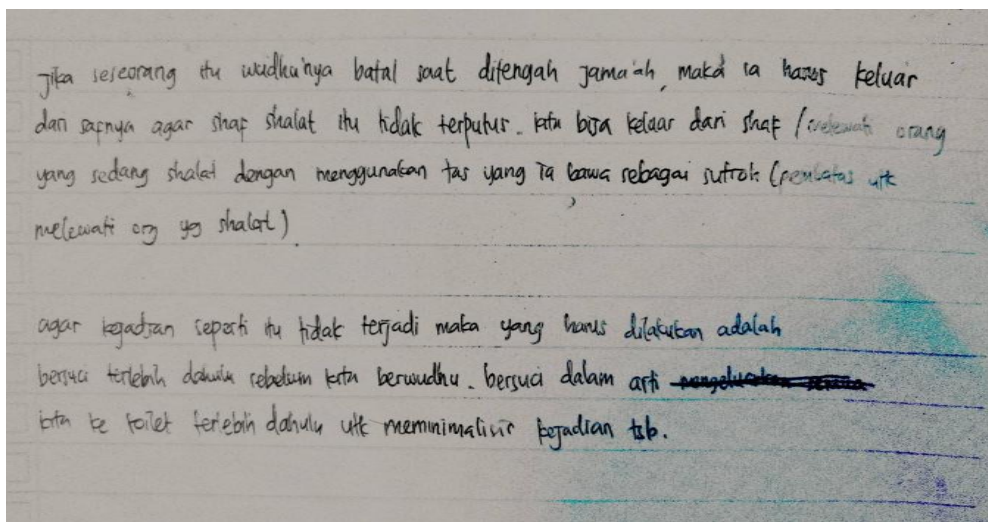 Jika seseorang itu wudhu'nya batal saat ditengah jama'ah, maka ia harus keluar
dari safnya agar shaf shalat itu tidak terputus. kita bisa keluar dari shaf / melewati orang
yang sedang shalat dengan menggunakan tas yang ia bawa sebagai sutroh (pembatas utk
melewati org yg shalat)
agar kejadian seperti itu tidak terjadi maka yang harus dilakukan adalah
bersuci terlebih dahulu sebelum kita berwudhu. bersuci dalam arti
kita ke toilet terlebih dahulu utk meminimalisir kejadian tsb.